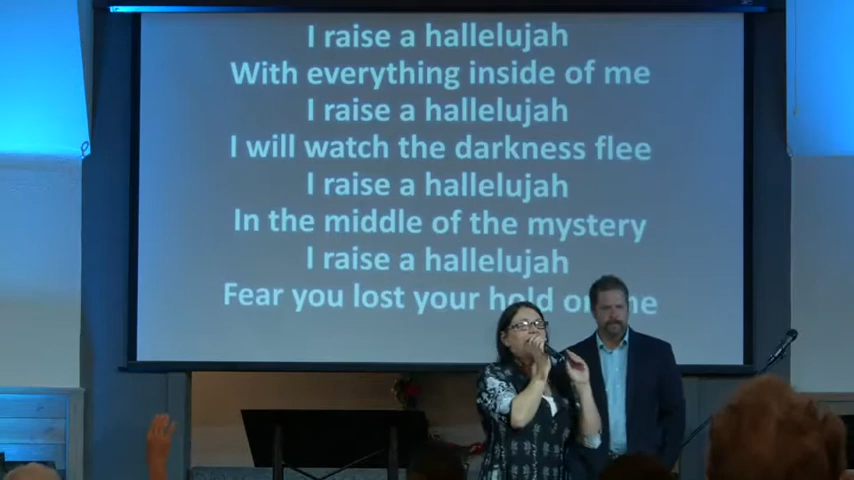 I raise a hallelujah
With everything inside of me
I raise a hallelujah
I will watch the darkness flee
I raise a hallelujah
In the middle of the mystery
I raise a hallelujah
Fear you lost your hold on me